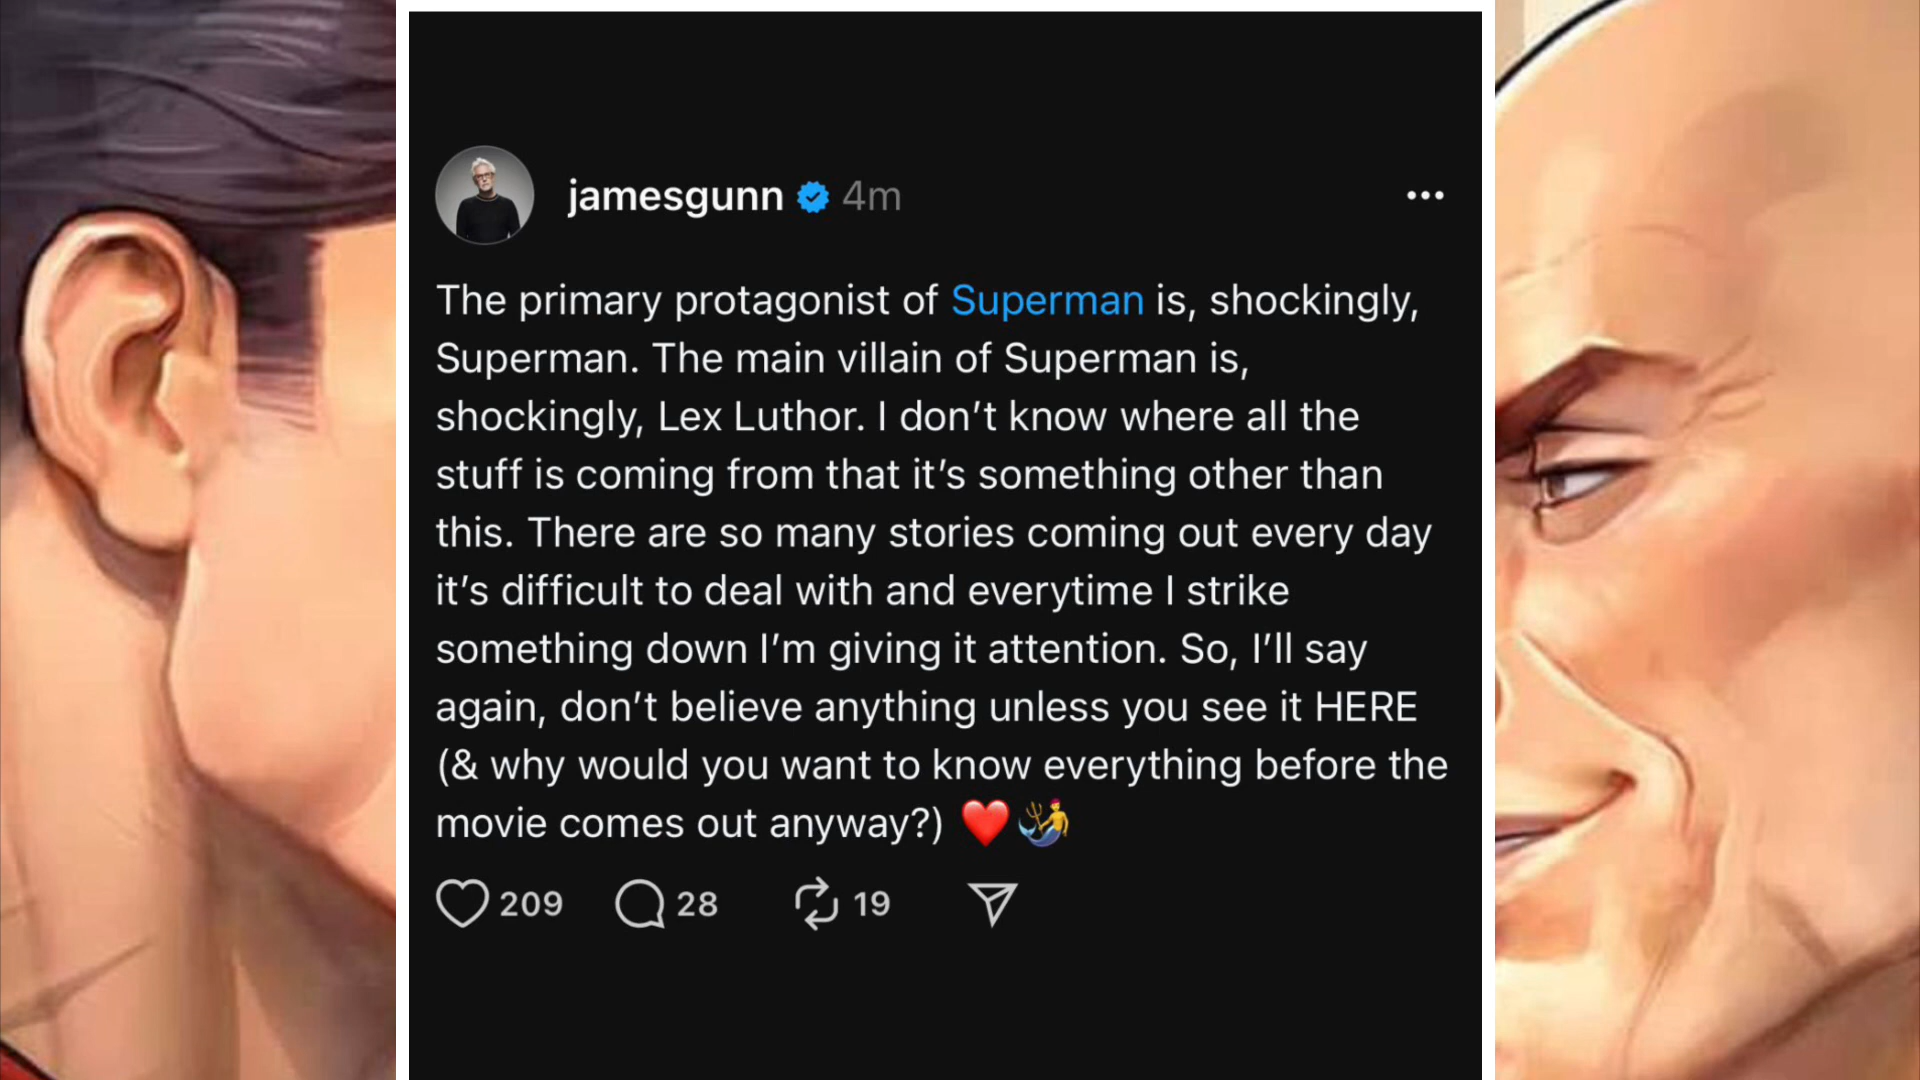 jamesgunn 4m
The primary protagonist of Superman is, shockingly,
Superman. The main villain of Superman is,
shockingly, Lex Luthor. I don’t know where all the
stuff is coming from that it’s something other than
this. There are so many stories coming out every day
it’s difficult to deal with and everytime I strike
something down I’m giving it attention. So, I’ll say
again, don’t believe anything unless you see it HERE
(& why would you want to know everything before the
movie comes out anyway?) ❤️ 🧜‍♂️
209 28 19